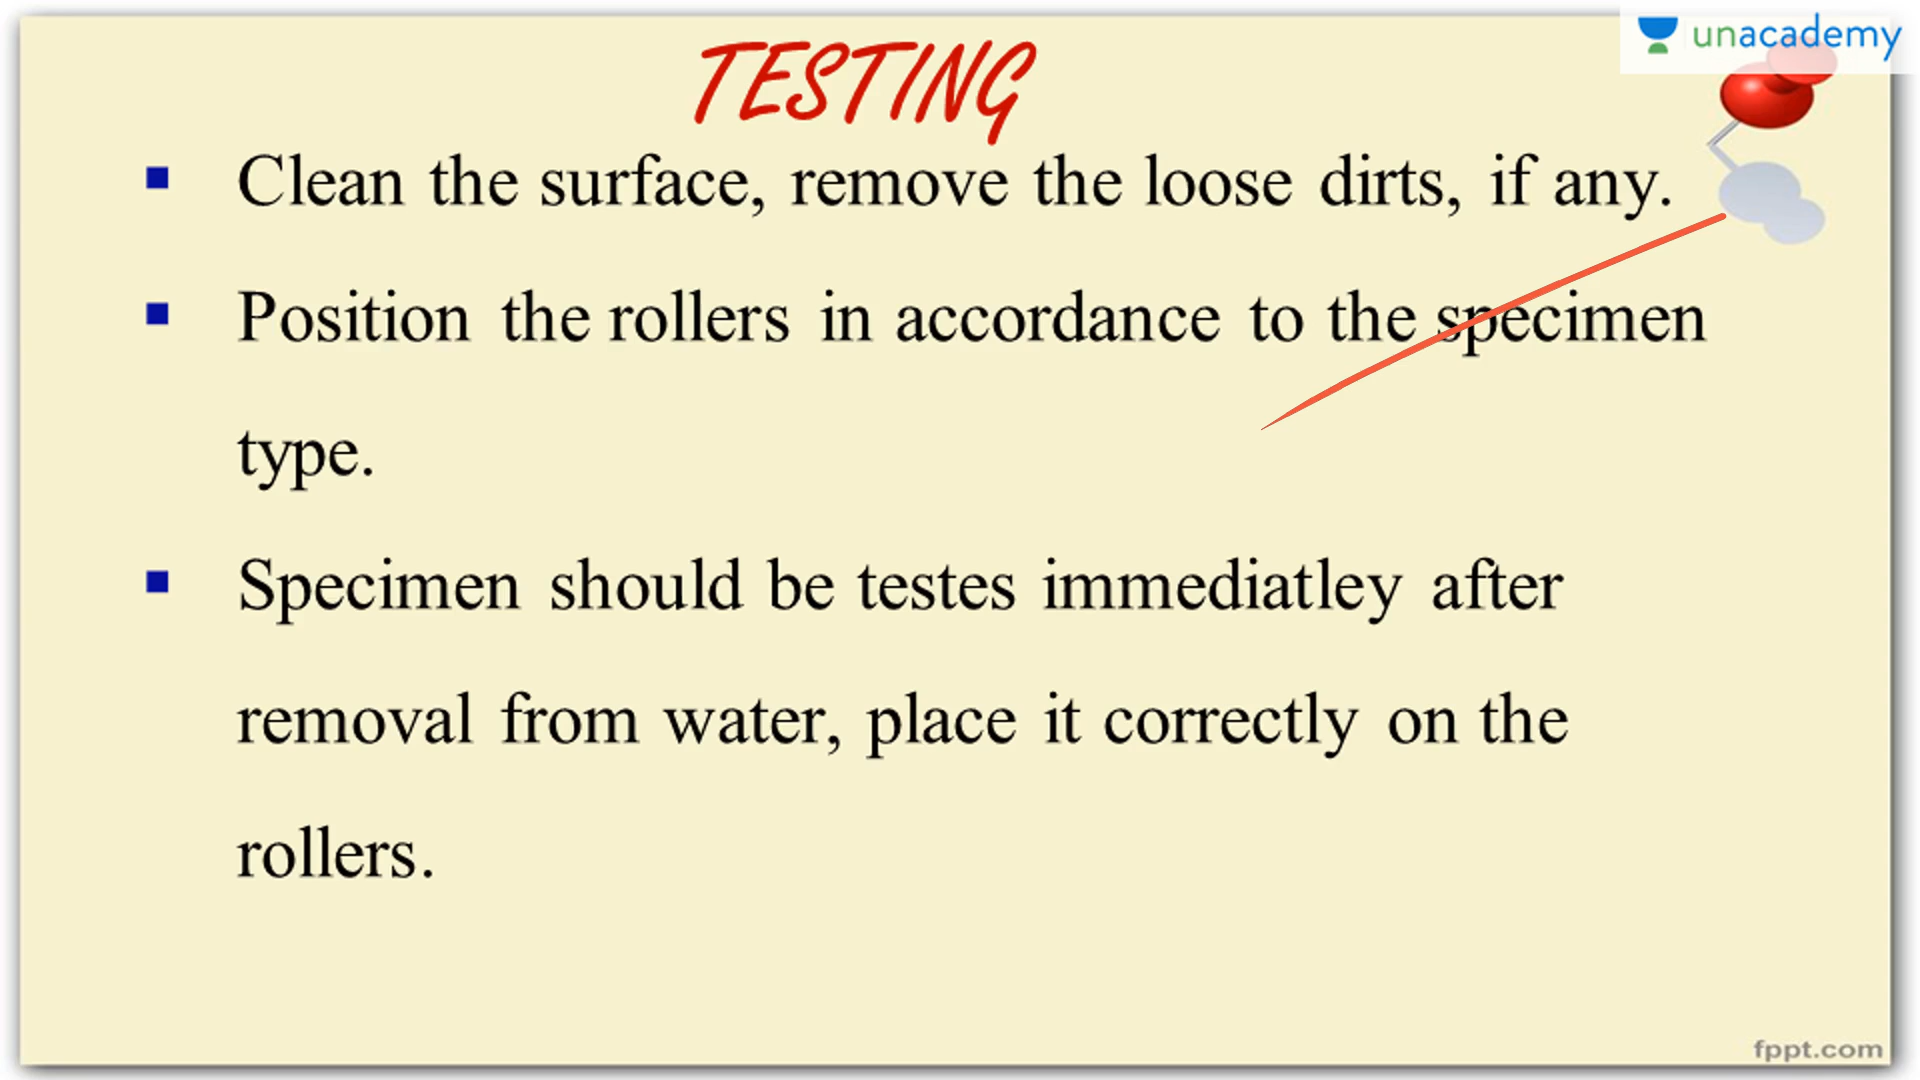 unacademy
TESTING
Clean the surface, remove the loose dirts, if any.
Position the rollers in accordance to the specimen
type.
Specimen should be testes immediatley after
removal from water, place it correctly on the
rollers.
fppt.com